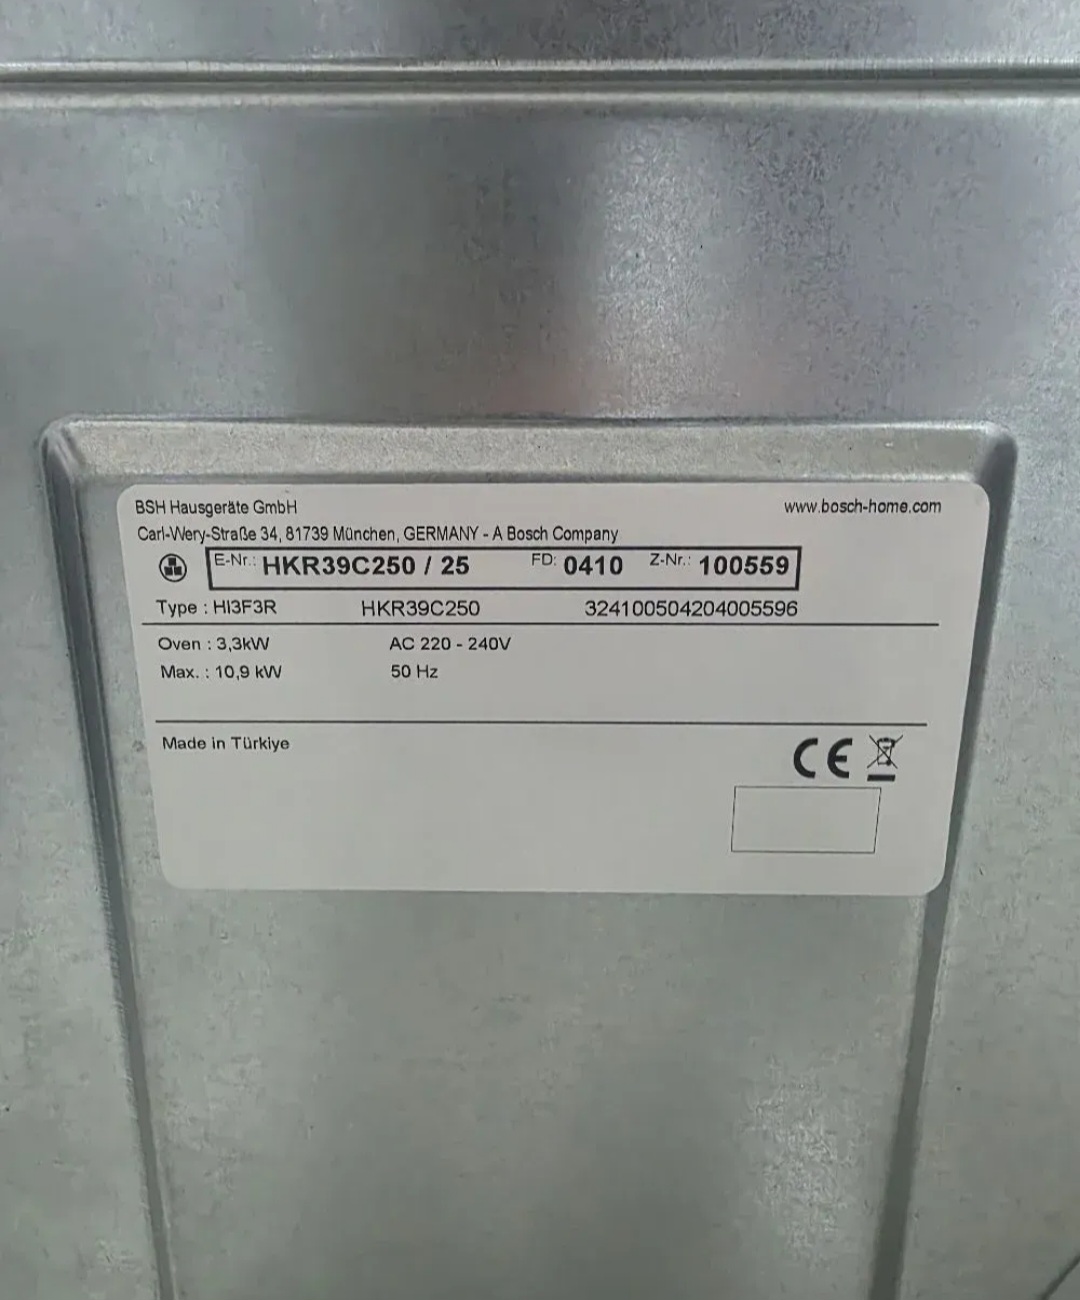 BSH Hausgeräte GmbH www.bosch-home.com
Carl-Wery-Straße 34, 81739 München, GERMANY - A Bosch Company
E-Nr.: HKR39C250 / 25 FD: 0410 Z-Nr.: 100559
Type : HI3F3R HKR39C250 324100504204005596
Oven : 3,3kW AC 220 - 240V
Max. : 10,9 kW 50 Hz
Made in Türkiye CE